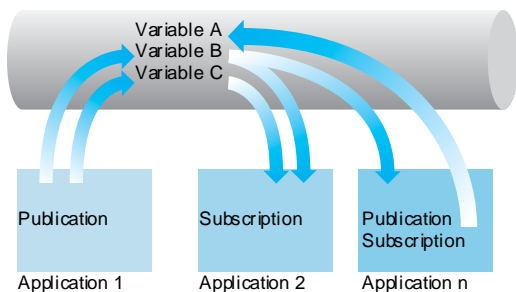 Variable A
Variable B
Variable C
Publication
Subscription
Publication
Subscription
Application 1
Application 2
Application n